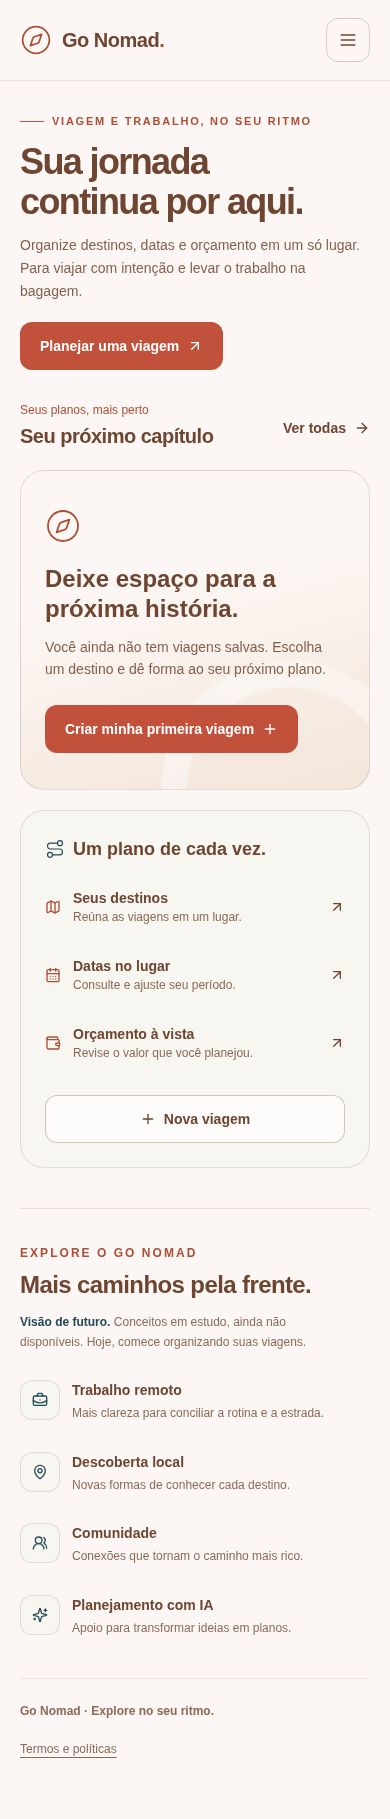 Go Nomad.
VIAGEM E TRABALHO, NO SEU RITMO
Sua jornada
continua por aqui.
Organize destinos, datas e orçamento em um só lugar.
Para viajar com intenção e levar o trabalho na
bagagem.
Planejar uma viagem
Seus planos, mais perto
Seu próximo capítulo
Ver todas
Deixe espaço para a
próxima história.
Você ainda não tem viagens salvas. Escolha
um destino e dê forma ao seu próximo plano.
Criar minha primeira viagem
Um plano de cada vez.
Seus destinos
Reúna as viagens em um lugar.
Datas no lugar
Consulte e ajuste seu período.
Orçamento à vista
Revise o valor que você planejou.
Nova viagem
EXPLORE O GO NOMAD
Mais caminhos pela frente.
Visão de futuro. Conceitos em estudo, ainda não
disponíveis. Hoje, comece organizando suas viagens.
Trabalho remoto
Mais clareza para conciliar a rotina e a estrada.
Descoberta local
Novas formas de conhecer cada destino.
Comunidade
Conexões que tornam o caminho mais rico.
Planejamento com IA
Apoio para transformar ideias em planos.
Go Nomad · Explore no seu ritmo.
Termos e políticas